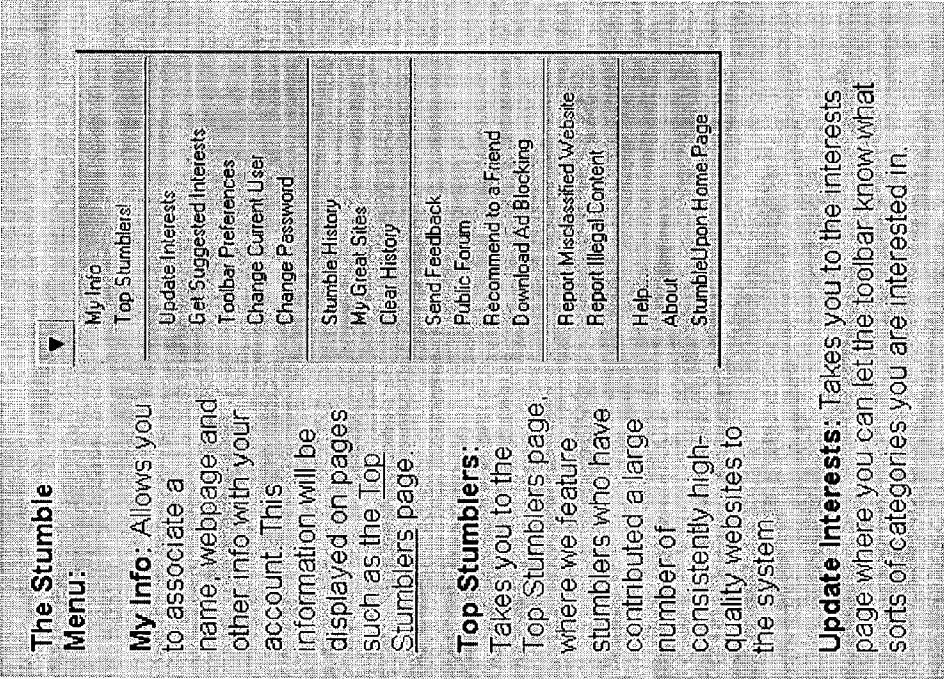 The Stumble
Menu:
My Info: Allows you
to associate a
name, webpage and
other info with your
account. This
information will be
displayed on pages
such as the Top
Stumblers page.
Top Stumblers:
Takes you to the
Top Stumblers page,
where we feature
stumblers who have
contributed a large
number of
consistently high-
quality websites to
the system.
My Info
Top Stumbles!
Update Interests
Get Suggested Interests
Toolbar Preferences
Change Current User
Change Password
Stumble History
My Great Sites
Clear History
Send Feedback
Public Forum
Recommend to a Friend
Download Ad Blocking
Report Misclassified Website
Report Illegal Content
Help...
About
StumbleUpon Home Page
Update Interests: Takes you to the interests
page where you can let the toolbar know what
sorts of categories you are interested in.